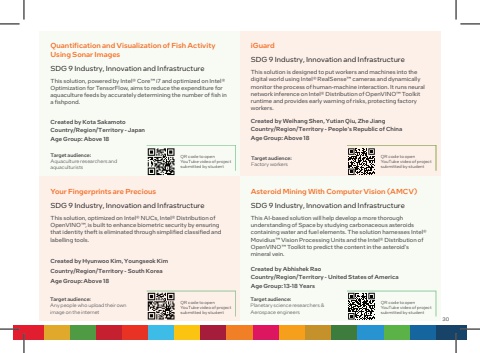 Quantification and Visualization of Fish Activity
Using Sonar Images
SDG 9 Industry, Innovation and Infrastructure
This solution, powered by Intel® Core™ i7 and optimized on Intel®
Optimization for TensorFlow, aims to reduce the expenditure for
aquaculture feeds by accurately determining the number of fish in
a fishpond.
Created by Kota Sakamoto
Country/Region/Territory - Japan
Age Group: Above 18
Target audience:
Aquaculture researchers and
aquaculturists
QR code to open
YouTube video of project
submitted by student
iGuard
SDG 9 Industry, Innovation and Infrastructure
This solution is designed to put workers and machines into the
digital world using Intel® RealSense™ cameras and dynamically
monitor the process of human-machine interaction. It runs neural
network inference on Intel® Distribution of OpenVINO™ Toolkit
runtime and provides early warning of risks, protecting factory
workers.
Created by Weihang Shen, Yutian Qiu, Zhe Jiang
Country/Region/Territory - People's Republic of China
Age Group: Above 18
Target audience:
Factory workers
QR code to open
YouTube video of project
submitted by student
Your Fingerprints are Precious
SDG 9 Industry, Innovation and Infrastructure
This solution, optimized on Intel® NUCs, Intel® Distribution of
OpenVINO™, is built to enhance biometric security by ensuring
that identity theft is eliminated through simplified classified and
labelling tools.
Created by Hyunwoo Kim, Youngseok Kim
Country/Region/Territory - South Korea
Age Group: Above 18
Target audience:
Any people who upload their own
image on the internet
QR code to open
YouTube video of project
submitted by student
Asteroid Mining With Computer Vision (AMCV)
SDG 9 Industry, Innovation and Infrastructure
This AI-based solution will help develop a more thorough
understanding of Space by studying carbonaceous asteroids
containing water and fuel elements. The solution harnesses Intel®
Movidius™ Vision Processing Units and the Intel® Distribution of
OpenVINO™ Toolkit to predict the content in the asteroid's
mineral vein.
Created by Abhishek Rao
Country/Region/Territory - United States of America
Age Group: 13-18 Years
Target audience:
Planetary science researchers &
Aerospace engineers
QR code to open
YouTube video of project
submitted by student
30